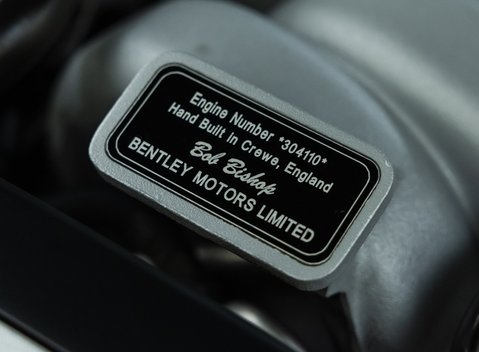 Engine Number *304110*
Hand Built in Crewe, England
Bob Bishop
BENTLEY MOTORS LIMITED